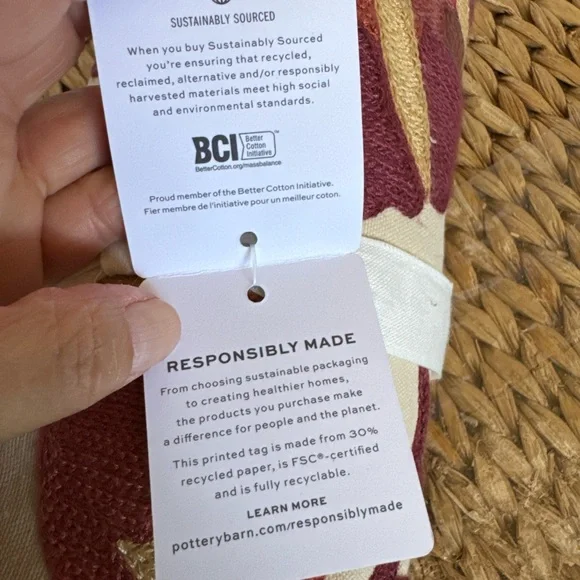 SUSTAINABLY SOURCED
When you buy Sustainably Sourced
you're ensuring that recycled,
reclaimed, alternative and/or responsibly
harvested materials meet high social
and environmental standards.
BCI Better
Cotton
Initiative™
BetterCotton.org/massbalance
Proud member of the Better Cotton Initiative.
Fier membre de l'initiative pour un meilleur coton.
RESPONSIBLY MADE
From choosing sustainable packaging
to creating healthier homes,
the products you purchase make
a difference for people and the planet.
This printed tag is made from 30%
recycled paper, is FSC®-certified
and is fully recyclable.
LEARN MORE
potterybarn.com/responsiblymade